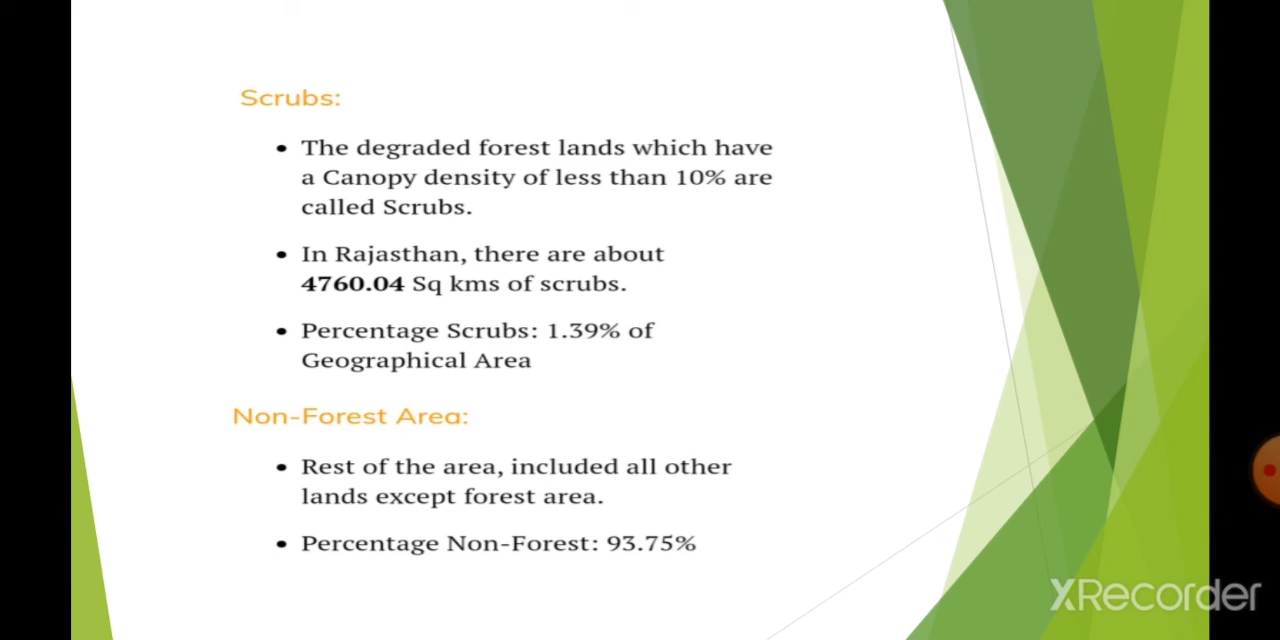 Scrubs:
• The degraded forest lands which have
a Canopy density of less than 10% are
called Scrubs.
• In Rajasthan, there are about
4760.04 Sq kms of scrubs.
• Percentage Scrubs: 1.39% of
Geographical Area
Non-Forest Area:
• Rest of the area, included all other
lands except forest area.
• Percentage Non-Forest: 93.75%
XRecorder